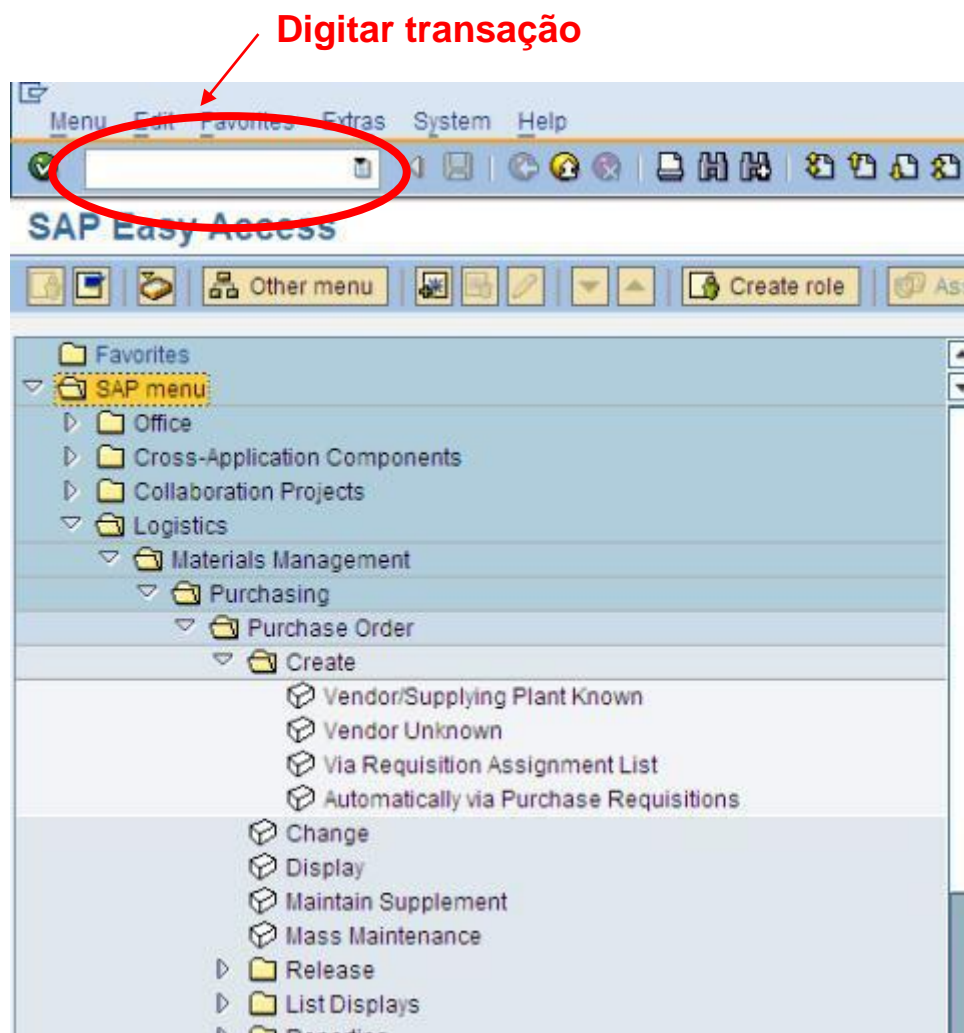 Digitar transação
Menu Edit Favorites Extras System Help
SAP Easy Access
Other menu Create role Ass
Favorites
SAP menu
Office
Cross-Application Components
Collaboration Projects
Logistics
Materials Management
Purchasing
Purchase Order
Create
Vendor/Supplying Plant Known
Vendor Unknown
Via Requisition Assignment List
Automatically via Purchase Requisitions
Change
Display
Maintain Supplement
Mass Maintenance
Release
List Displays
Reporting